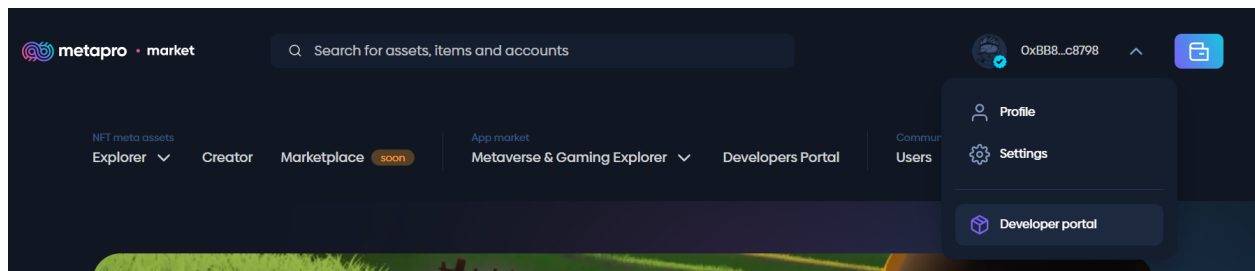 metapro · market
Search for assets, items and accounts
0xBB8...c8798
Profile
Settings
Developer portal
NFT meta assets
Explorer
Creator
Marketplace soon
App market
Metaverse & Gaming Explorer
Developers Portal
Commun
Users